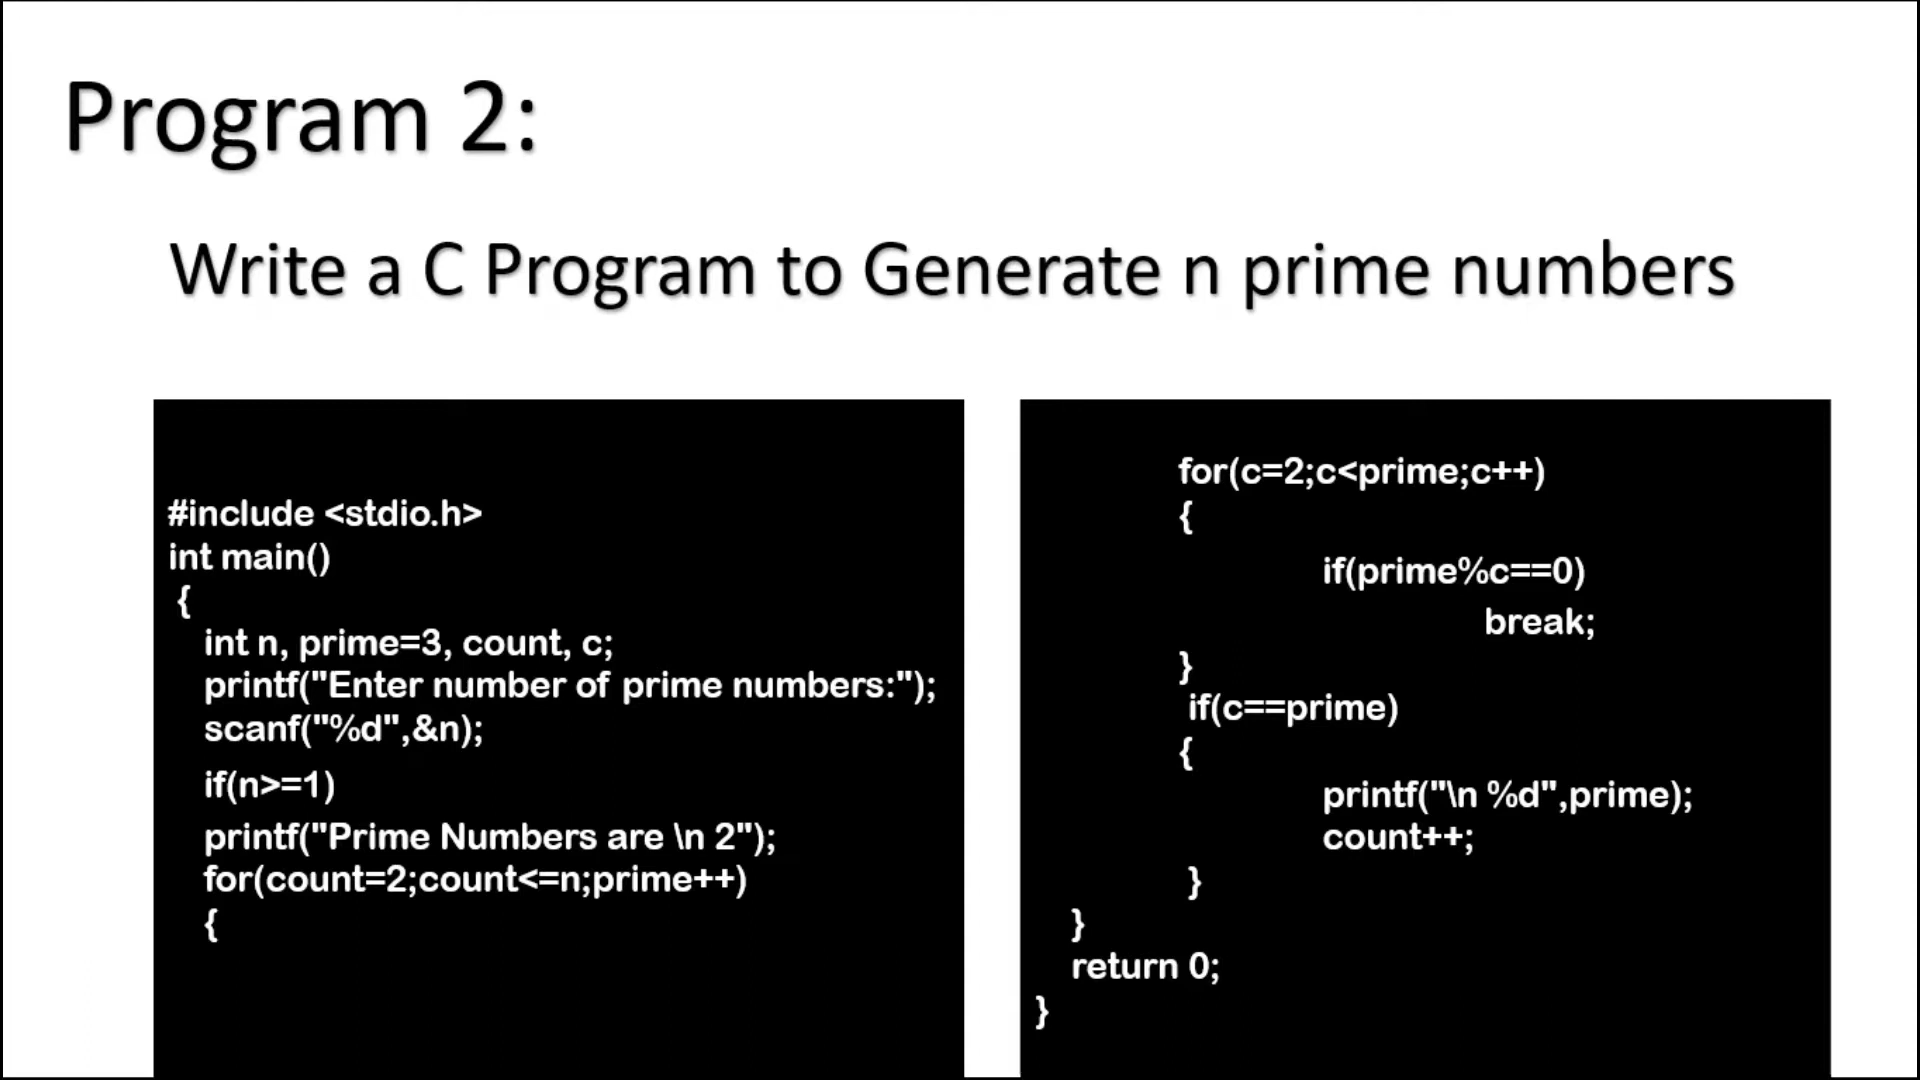 Program 2:
Write a C Program to Generate n prime numbers
#include <stdio.h>
int main()
{
int n, prime=3, count, c;
printf("Enter number of prime numbers:");
scanf("%d",&n);
if(n>=1)
printf("Prime Numbers are \n 2");
for(count=2;count<=n;prime++)
{
for(c=2;c<prime;c++)
{
if(prime%c==0)
break;
}
if(c==prime)
{
printf("\n %d",prime);
count++;
}
}
return 0;
}